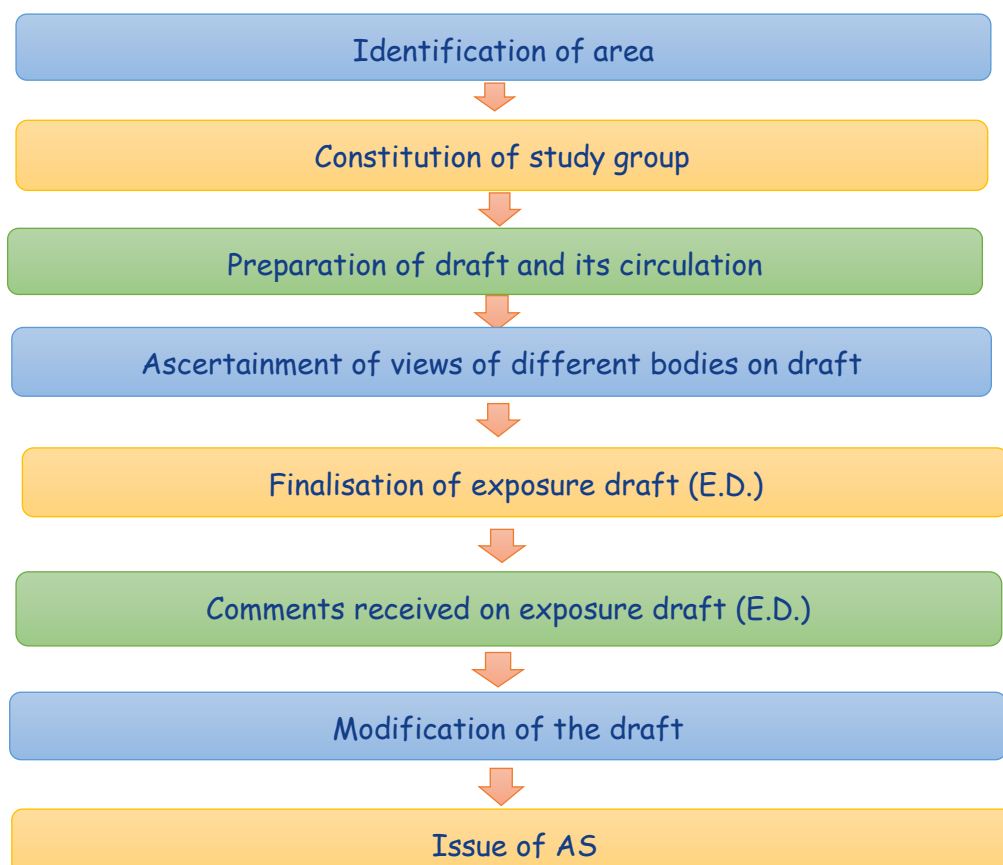 Identification of area
Constitution of study group
Preparation of draft and its circulation
Ascertainment of views of different bodies on draft
Finalisation of exposure draft (E.D.)
Comments received on exposure draft (E.D.)
Modification of the draft
Issue of AS